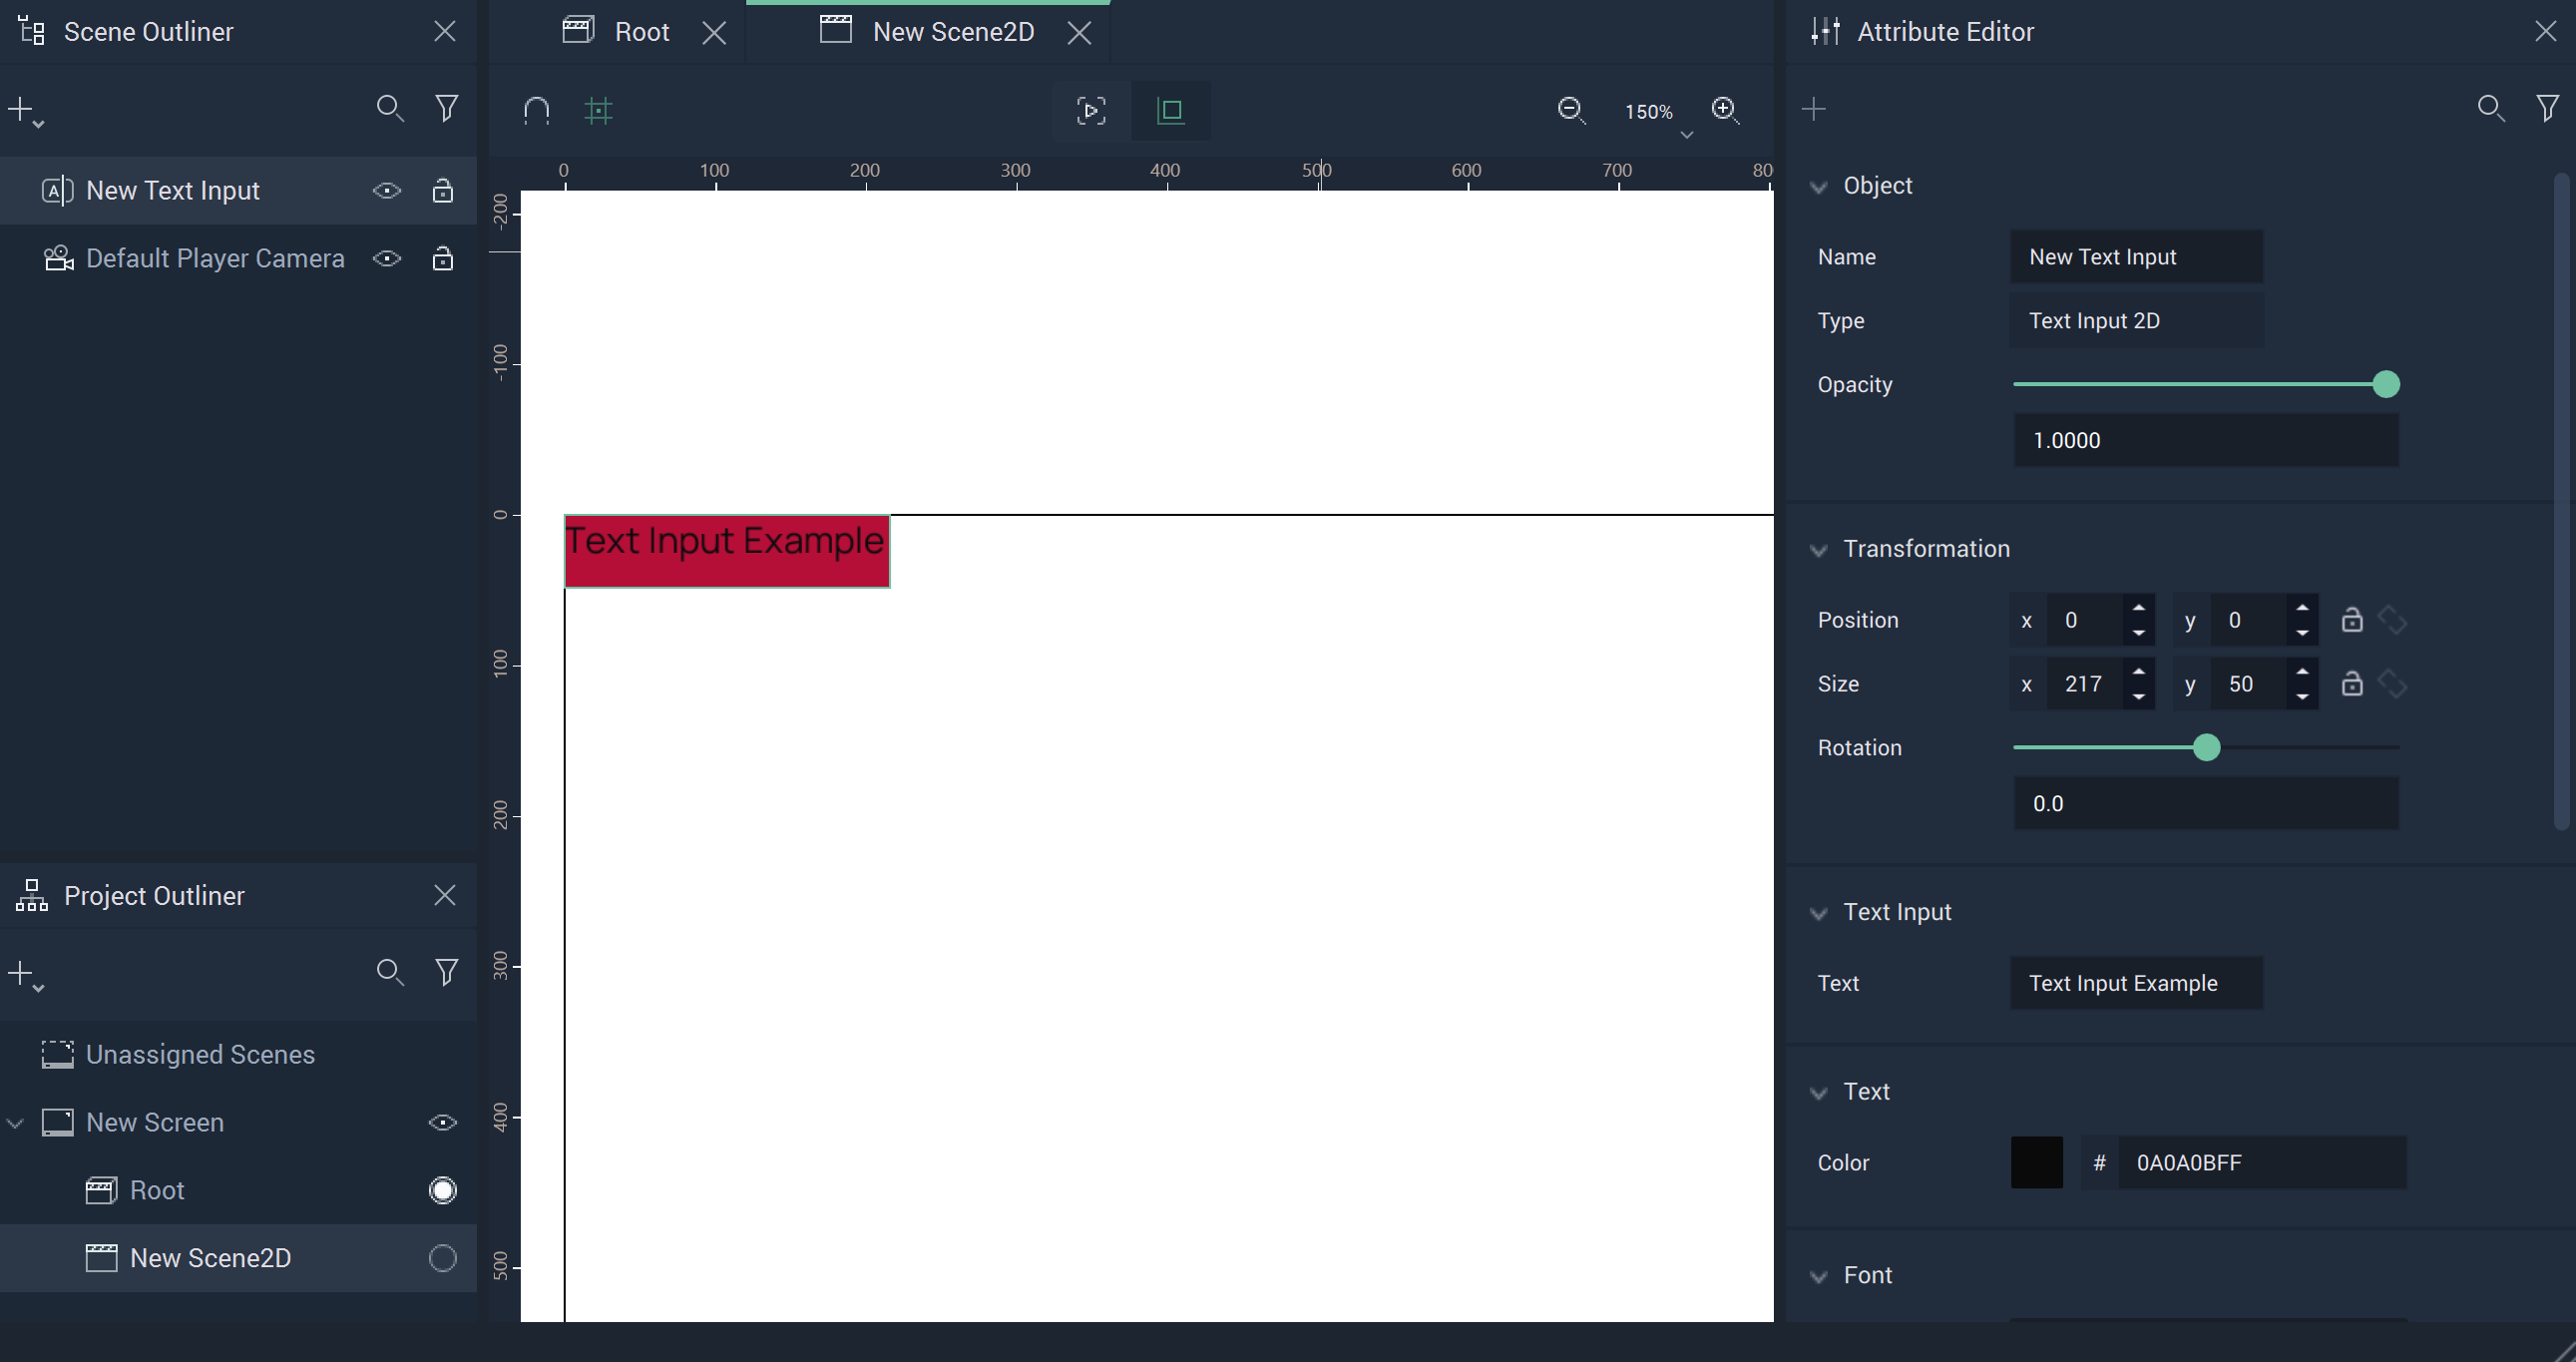 Scene Outliner
New Text Input
Default Player Camera
Project Outliner
Unassigned Scenes
New Screen
Root
New Scene2D
Root
New Scene2D
150%
0 100 200 300 400 500 600 700 80
-200
-100
0
100
200
300
400
500
Text Input Example
Attribute Editor
Object
Name New Text Input
Type Text Input 2D
Opacity
1.0000
Transformation
Position x 0 y 0
Size x 217 y 50
Rotation
0.0
Text Input
Text Text Input Example
Text
Color # 0A0A0BFF
Font